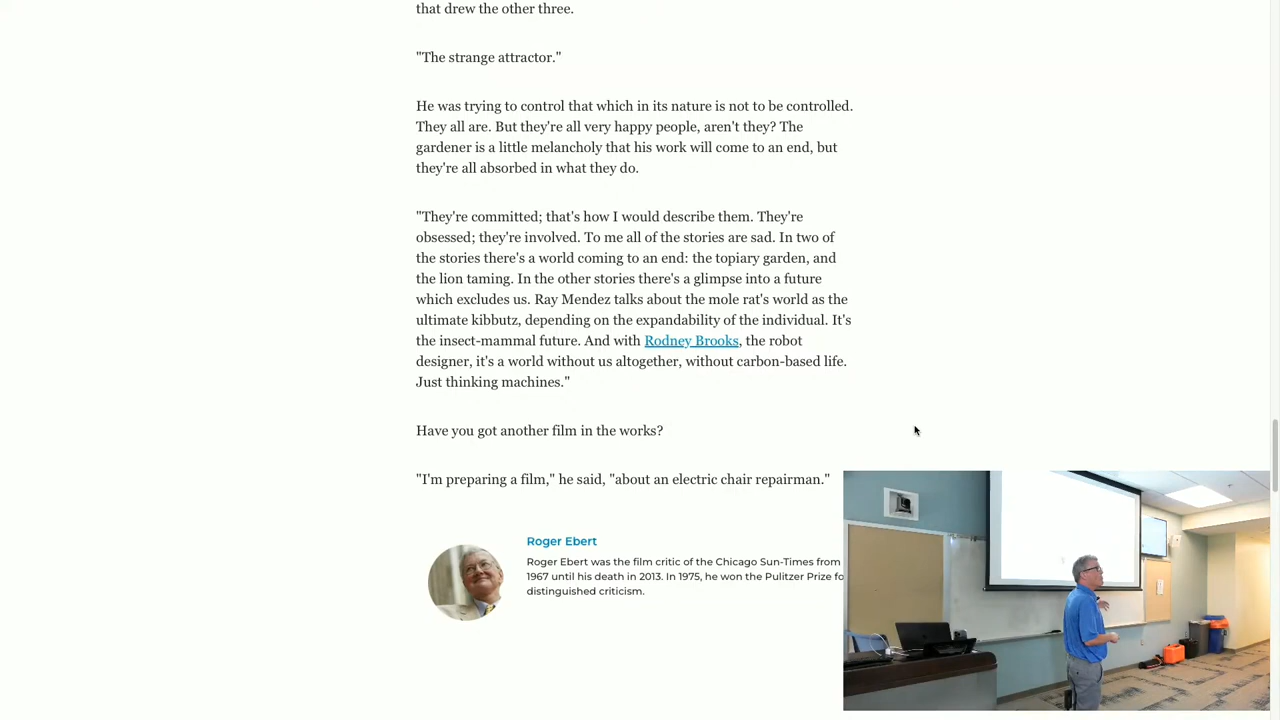 that drew the other three.
"The strange attractor."
He was trying to control that which in its nature is not to be controlled.
They all are. But they're all very happy people, aren't they? The
gardener is a little melancholy that his work will come to an end, but
they're all absorbed in what they do.
"They're committed; that's how I would describe them. They're
obsessed; they're involved. To me all of the stories are sad. In two of
the stories there's a world coming to an end: the topiary garden, and
the lion taming. In the other stories there's a glimpse into a future
which excludes us. Ray Mendez talks about the mole rat's world as the
ultimate kibbutz, depending on the expandability of the individual. It's
the insect-mammal future. And with Rodney Brooks, the robot
designer, it's a world without us altogether, without carbon-based life.
Just thinking machines."
Have you got another film in the works?
"I'm preparing a film," he said, "about an electric chair repairman."
Roger Ebert
Roger Ebert was the film critic of the Chicago Sun-Times from
1967 until his death in 2013. In 1975, he won the Pulitzer Prize fo
distinguished criticism.